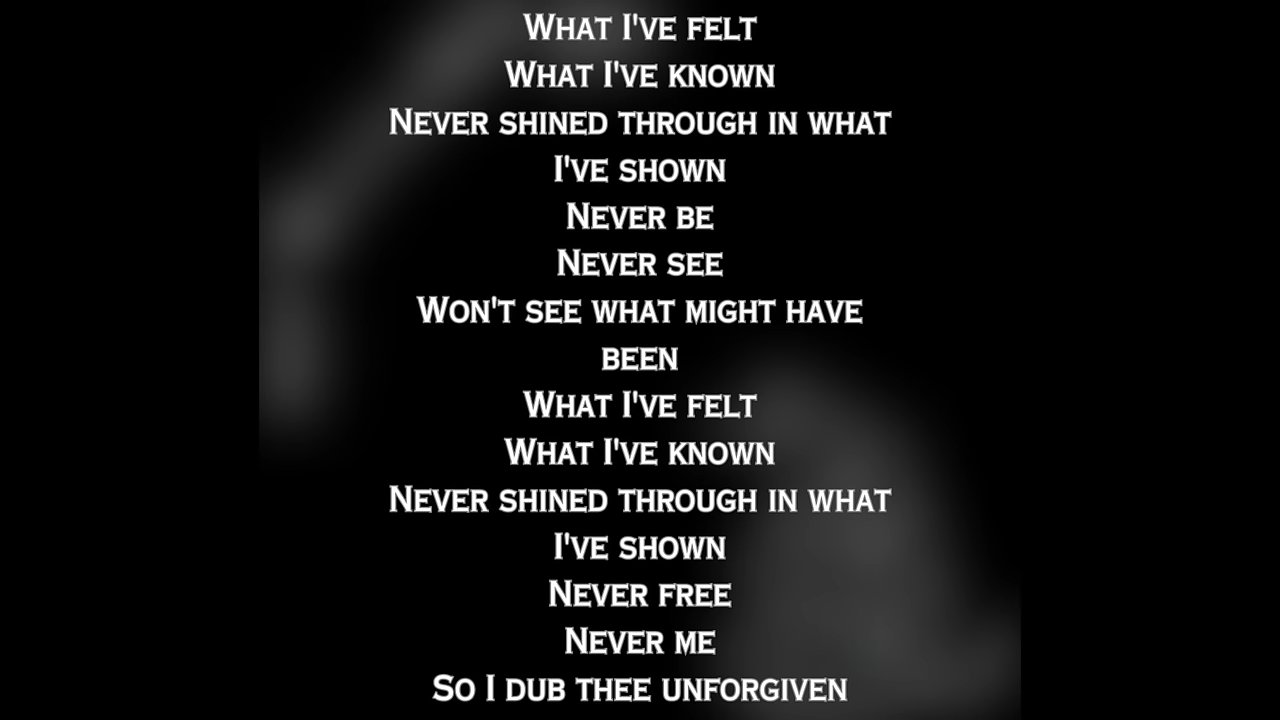 What I've felt
What I've known
Never shined through in what
I've shown
Never be
Never see
Won't see what might have
been
What I've felt
What I've known
Never shined through in what
I've shown
Never free
Never me
So I dub thee unforgiven